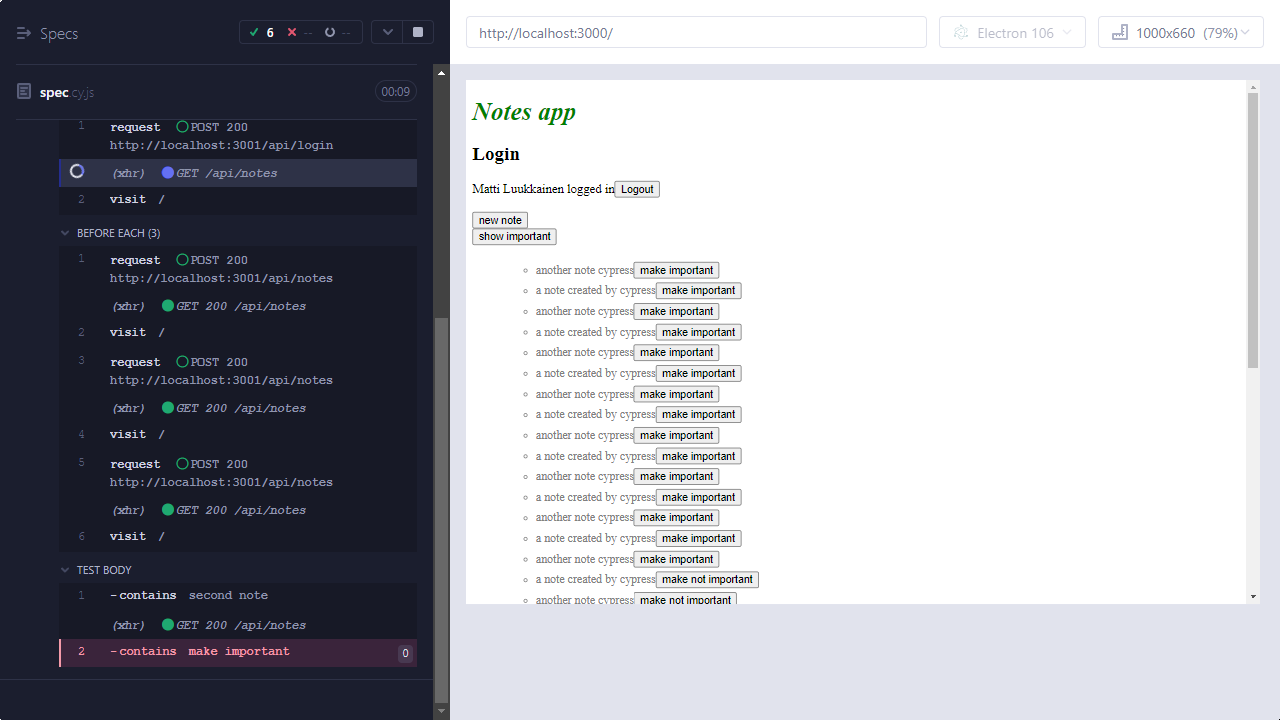 Specs
6 -- --
spec.cy.js 00:09
1 request POST 200
http://localhost:3001/api/login
(xhr) GET /api/notes
2 visit /
BEFORE EACH (3)
1 request POST 200
http://localhost:3001/api/notes
(xhr) GET 200 /api/notes
2 visit /
3 request POST 200
http://localhost:3001/api/notes
(xhr) GET 200 /api/notes
4 visit /
5 request POST 200
http://localhost:3001/api/notes
(xhr) GET 200 /api/notes
6 visit /
TEST BODY
1 -contains second note
(xhr) GET 200 /api/notes
2 -contains make important 0
http://localhost:3000/
Electron 106
1000x660 (79%)
Notes app
Login
Matti Luukkainen logged in Logout
new note
show important
another note cypress make important
a note created by cypress make important
another note cypress make important
a note created by cypress make important
another note cypress make important
a note created by cypress make important
another note cypress make important
a note created by cypress make important
another note cypress make important
a note created by cypress make important
another note cypress make important
a note created by cypress make important
another note cypress make important
a note created by cypress make important
another note cypress make important
a note created by cypress make not important
another note cypress make not important